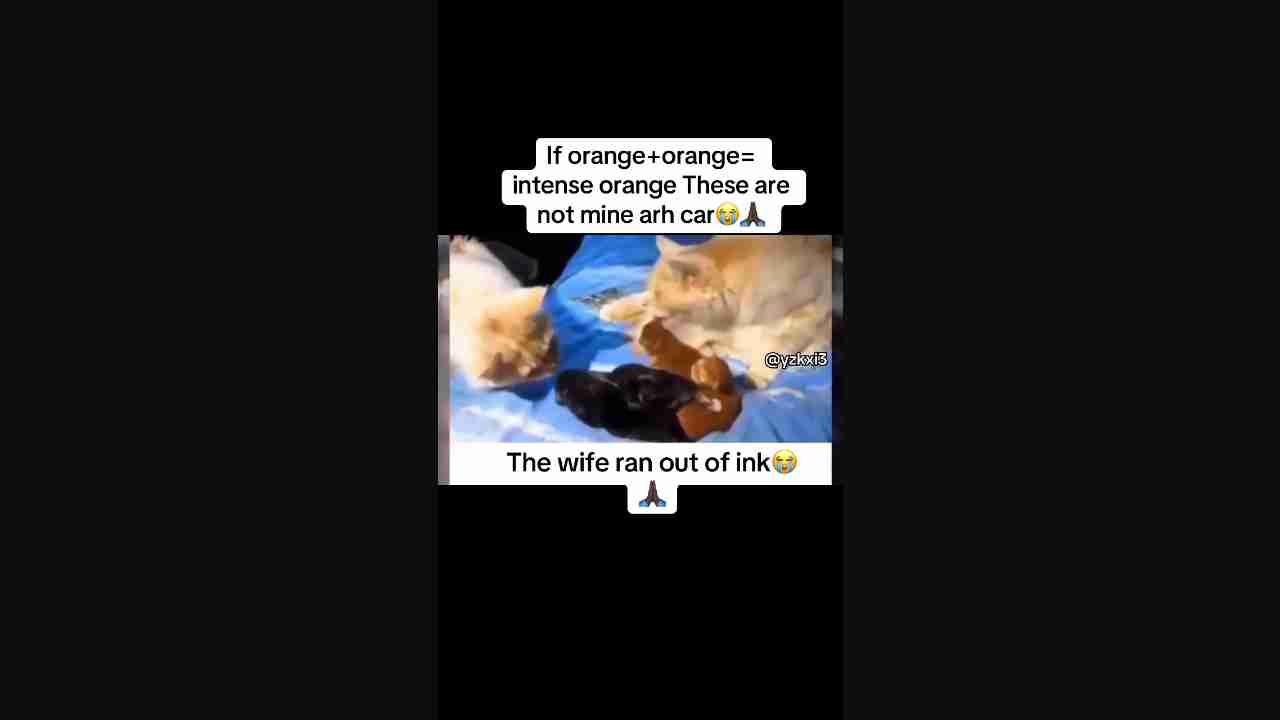 If orange+orange=
intense orange These are
not mine arh car😭🙏🏿
@yzkxi3
The wife ran out of ink😭
🙏🏿